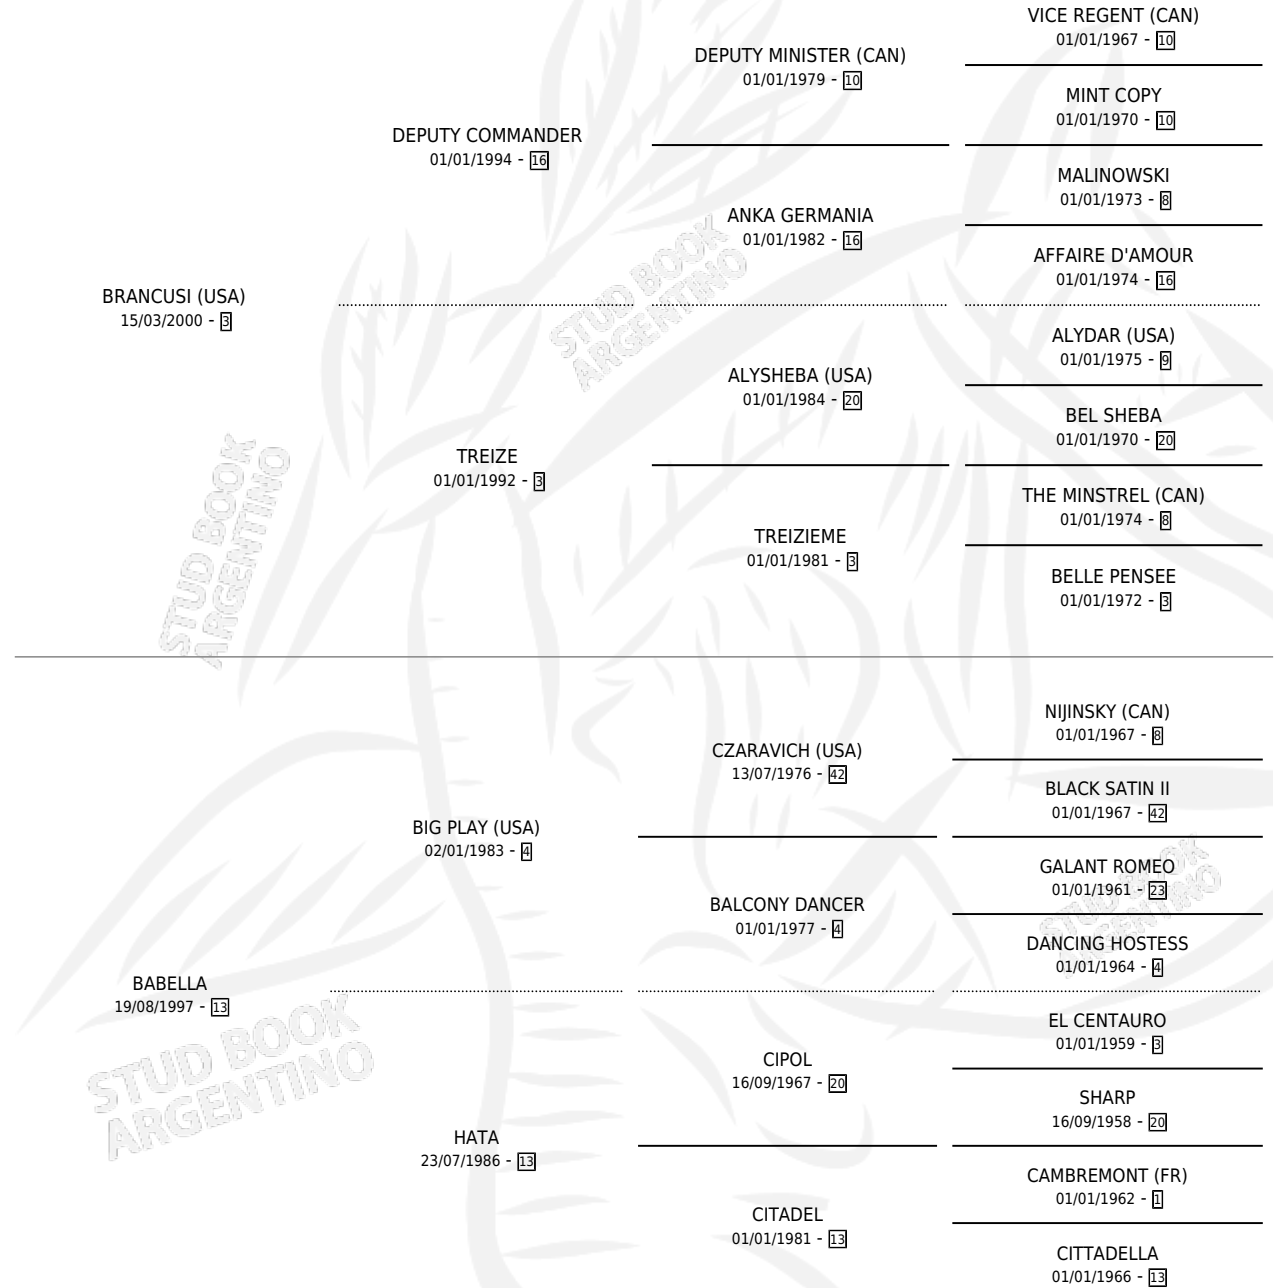 VICE REGENT (CAN)
01/01/1967 - 10
DEPUTY MINISTER (CAN)
01/01/1979 - 10
MINT COPY
01/01/1970 - 10
DEPUTY COMMANDER
01/01/1994 - 16
MALINOWSKI
01/01/1973 - 8
ANKA GERMANIA
01/01/1982 - 16
AFFAIRE D'AMOUR
01/01/1974 - 16
BRANCUSI (USA)
15/03/2000 - 3
STUD BOOK
ARGENTINO
ALYDAR (USA)
01/01/1975 - 9
ALYSHEBA (USA)
01/01/1984 - 20
BEL SHEBA
01/01/1970 - 20
TREIZE
01/01/1992 - 3
THE MINSTREL (CAN)
01/01/1974 - 8
TREIZIEME
01/01/1981 - 3
BELLE PENSEE
01/01/1972 - 3
STUD BOOK
ARGENTINO
NIJINSKY (CAN)
01/01/1967 - 8
CZARAVICH (USA)
13/07/1976 - 42
BLACK SATIN II
01/01/1967 - 42
BIG PLAY (USA)
02/01/1983 - 4
GALANT ROMEO
01/01/1961 - 23
BALCONY DANCER
01/01/1977 - 4
STUD BOOK
ARGENTINO
DANCING HOSTESS
01/01/1964 - 4
BABELLA
19/08/1997 - 13
EL CENTAURO
01/01/1959 - 3
CIPOL
16/09/1967 - 20
SHARP
16/09/1958 - 20
STUD BOOK
ARGENTINO
HATA
23/07/1986 - 13
CAMBREMONT (FR)
01/01/1962 - 1
CITADEL
01/01/1981 - 13
CITTADELLA
01/01/1966 - 13